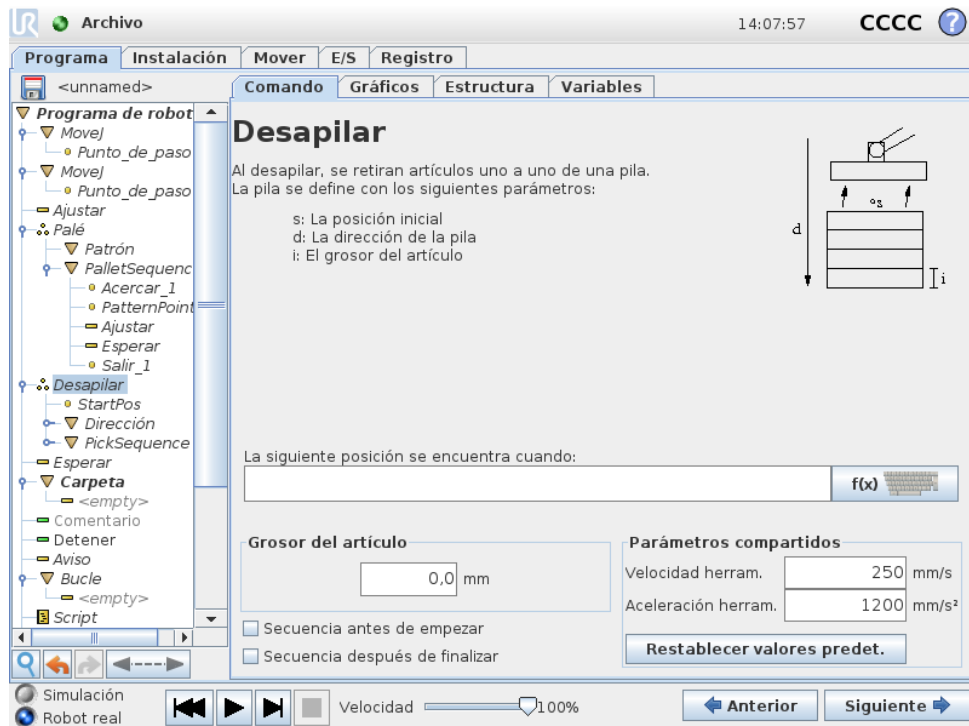 UR Archivo 14:07:57 CCCC ?
Programa Instalación Mover E/S Registro
<unnamed>
Comando Gráficos Estructura Variables
Programa de robot
MoveJ
Punto_de_paso
MoveJ
Punto_de_paso
Ajustar
Palé
Patrón
PalletSequenc
Acercar_1
PatternPoint
Ajustar
Esperar
Salir_1
Desapilar
StartPos
Dirección
PickSequence
Esperar
Carpeta
<empty>
Comentario
Detener
Aviso
Bucle
<empty>
Script
Desapilar
Al desapilar, se retiran artículos uno a uno de una pila.
La pila se define con los siguientes parámetros:
s: La posición inicial
d: La dirección de la pila
i: El grosor del artículo
s
d
i
La siguiente posición se encuentra cuando:
f(x)
Grosor del artículo
0,0 mm
Secuencia antes de empezar
Secuencia después de finalizar
Parámetros compartidos
Velocidad herram. 250 mm/s
Aceleración herram. 1200 mm/s²
Restablecer valores predet.
Simulación
Robot real
Velocidad 100%
Anterior Siguiente